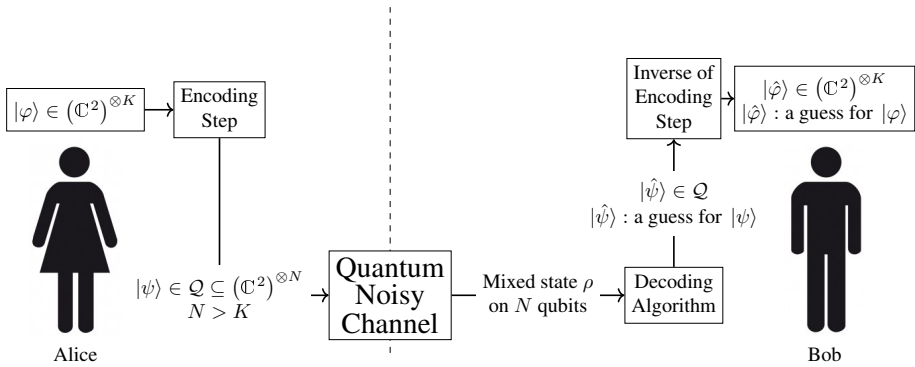 |φ⟩ ∈ (ℂ²)^{⊗K}
Encoding
Step
Alice
|ψ⟩ ∈ 𝒬 ⊆ (ℂ²)^{⊗N}
N > K
Quantum
Noisy
Channel
Mixed state ρ
on N qubits
Decoding
Algorithm
|ψ̂⟩ ∈ 𝒬
|ψ̂⟩ : a guess for |ψ⟩
Inverse of
Encoding
Step
|φ̂⟩ ∈ (ℂ²)^{⊗K}
|φ̂⟩ : a guess for |φ⟩
Bob